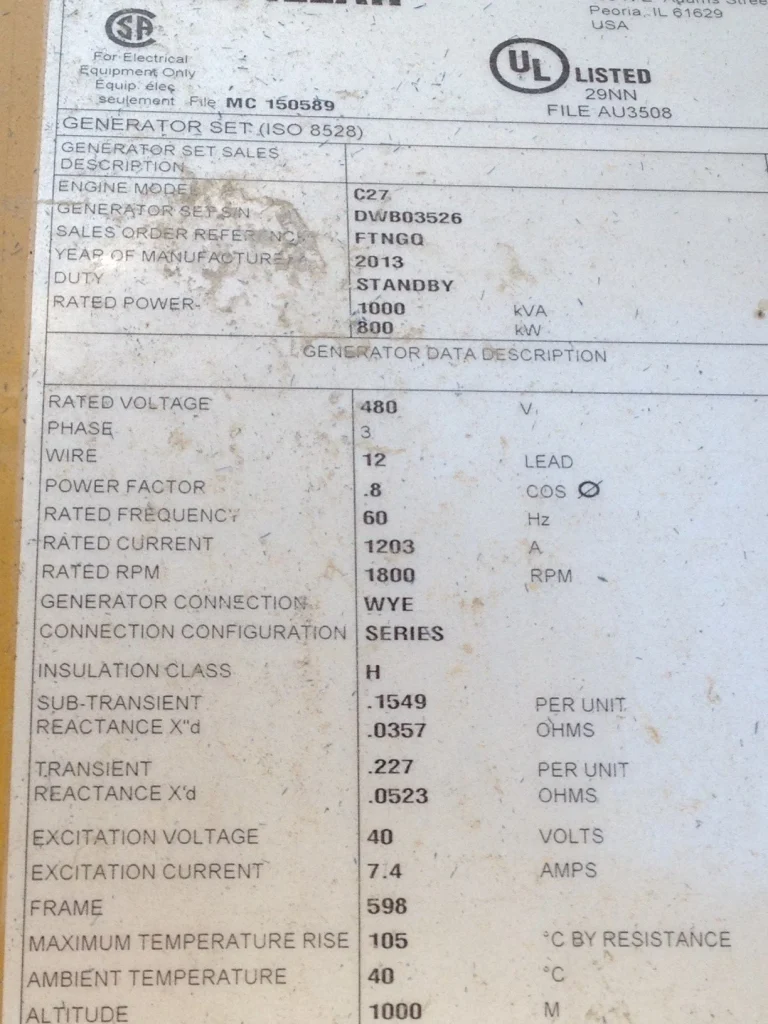 Peoria, IL 61629
USA
SA
For Electrical
Equipment Only
Équip. élec
seulement File MC 150589
UL LISTED
29NN
FILE AU3508
GENERATOR SET (ISO 8528)
GENERATOR SET SALES
DESCRIPTION
ENGINE MODEL C27
GENERATOR SET S/N DWB03526
SALES ORDER REFERENCE FTNGQ
YEAR OF MANUFACTURE 2013
DUTY STANDBY
RATED POWER 1000 kVA
800 kW
GENERATOR DATA DESCRIPTION
RATED VOLTAGE 480 V
PHASE 3
WIRE 12 LEAD
POWER FACTOR .8 COS Ø
RATED FREQUENCY 60 Hz
RATED CURRENT 1203 A
RATED RPM 1800 RPM
GENERATOR CONNECTION WYE
CONNECTION CONFIGURATION SERIES
INSULATION CLASS H
SUB-TRANSIENT .1549 PER UNIT
REACTANCE X"d .0357 OHMS
TRANSIENT .227 PER UNIT
REACTANCE X'd .0523 OHMS
EXCITATION VOLTAGE 40 VOLTS
EXCITATION CURRENT 7.4 AMPS
FRAME 598
MAXIMUM TEMPERATURE RISE 105 °C BY RESISTANCE
AMBIENT TEMPERATURE 40 °C
ALTITUDE 1000 M